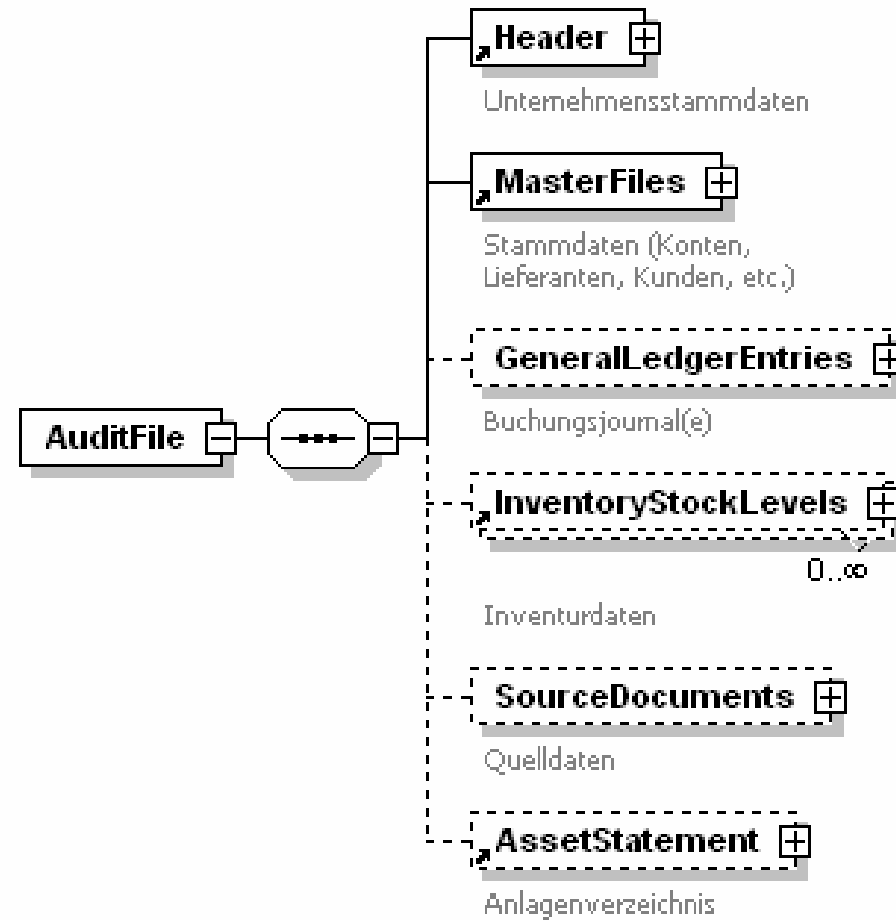 Header
Unternehmensstammdaten
MasterFiles
Stammdaten (Konten,
Lieferanten, Kunden, etc.)
GeneralLedgerEntries
Buchungsjournal(e)
AuditFile
InventoryStockLevels
0..∞
Inventurdaten
SourceDocuments
Quelldaten
AssetStatement
Anlagenverzeichnis